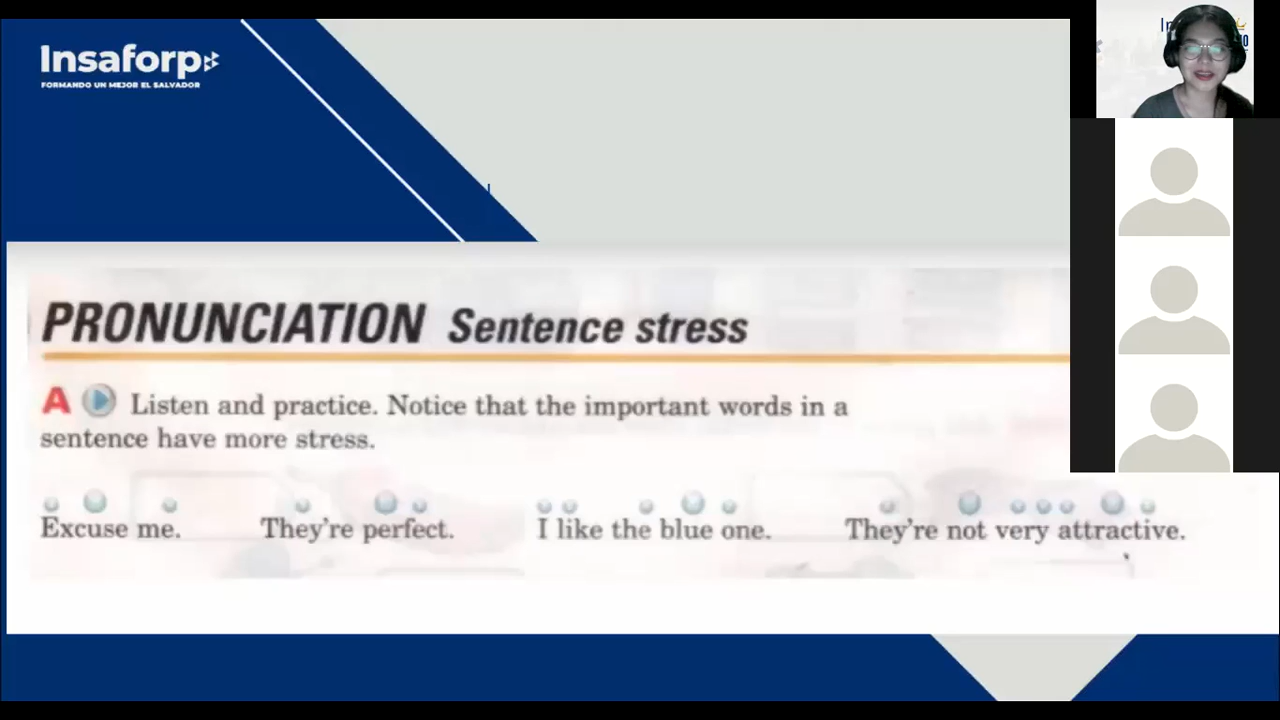 Insaforp
FORMANDO UN MEJOR EL SALVADOR
PRONUNCIATION Sentence stress
A Listen and practice. Notice that the important words in a
sentence have more stress.
Excuse me. They're perfect. I like the blue one. They're not very attractive.